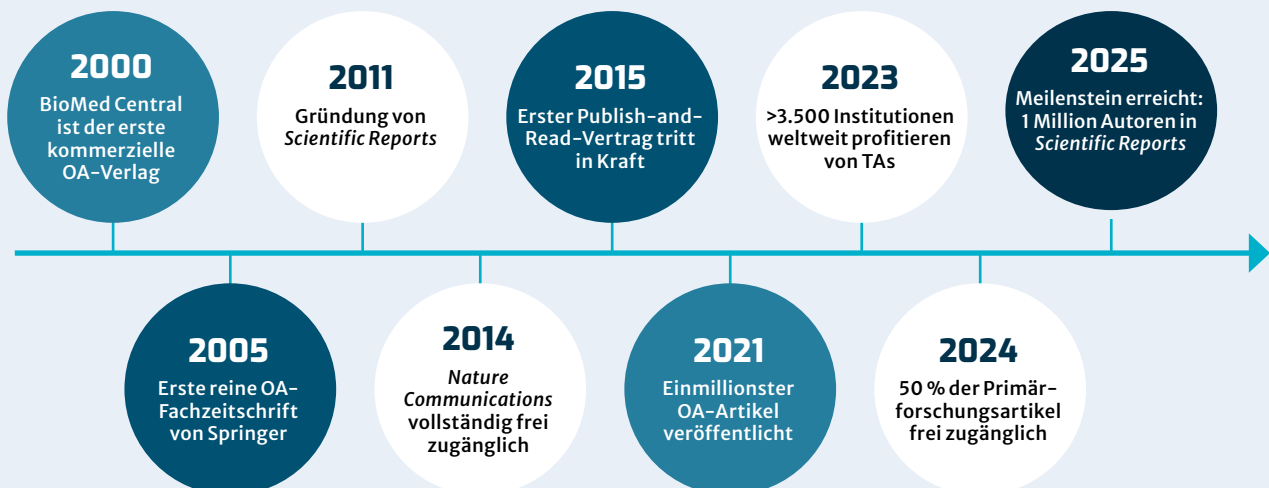 2000
BioMed Central
ist der erste
kommerzielle
OA-Verlag
2005
Erste reine OA-
Fachzeitschrift
von Springer
2011
Gründung von
Scientific Reports
2014
Nature
Communications
vollständig frei
zugänglich
2015
Erster Publish-and-
Read-Vertrag tritt
in Kraft
2021
Einmillionster
OA-Artikel
veröffentlicht
2023
>3.500 Institutionen
weltweit profitieren
von TAs
2024
50 % der Primär-
forschungsartikel
frei zugänglich
2025
Meilenstein erreicht:
1 Million Autoren in
Scientific Reports